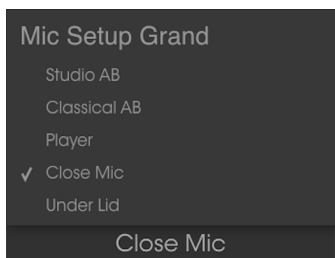 Mic Setup Grand
Studio AB
Classical AB
Player
✓ Close Mic
Under Lid
Close Mic